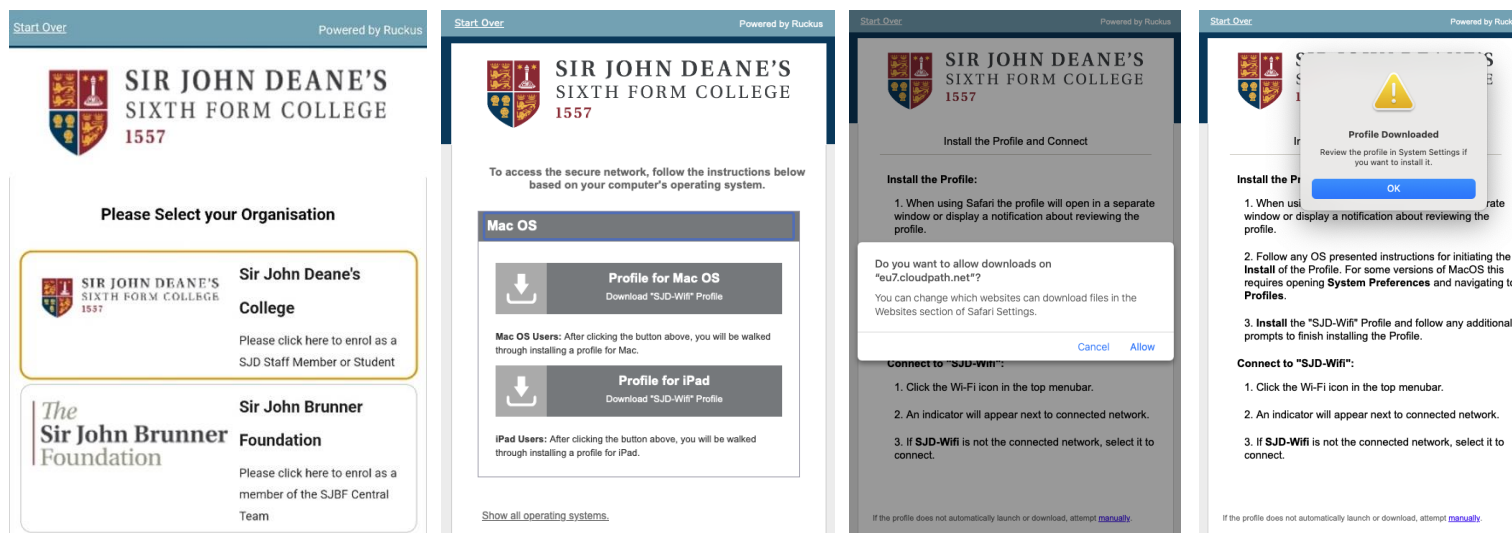 Start Over
Powered by Ruckus
SIR JOHN DEANE'S
SIXTH FORM COLLEGE
1557
Please Select your Organisation
SIR JOHN DEANE'S
SIXTH FORM COLLEGE
1557
Sir John Deane's
College
Please click here to enrol as a
SJD Staff Member or Student
The
Sir John Brunner
Foundation
Sir John Brunner
Foundation
Please click here to enrol as a
member of the SJBF Central
Team
Start Over
Powered by Ruckus
SIR JOHN DEANE'S
SIXTH FORM COLLEGE
1557
To access the secure network, follow the instructions below
based on your computer's operating system.
Mac OS
Profile for Mac OS
Download "SJD-Wifi" Profile
Mac OS Users: After clicking the button above, you will be walked
through installing a profile for Mac.
Profile for iPad
Download "SJD-Wifi" Profile
iPad Users: After clicking the button above, you will be walked
through installing a profile for iPad.
Show all operating systems.
Start Over
Powered by Ruckus
SIR JOHN DEANE'S
SIXTH FORM COLLEGE
1557
Install the Profile and Connect
Install the Profile:
1. When using Safari the profile will open in a separate
window or display a notification about reviewing the
profile.
Do you want to allow downloads on
"eu7.cloudpath.net"?
You can change which websites can download files in the
Websites section of Safari Settings.
Cancel
Allow
Connect to "SJD-Wifi":
1. Click the Wi-Fi icon in the top menubar.
2. An indicator will appear next to connected network.
3. If SJD-Wifi is not the connected network, select it to
connect.
If the profile does not automatically launch or download, attempt manually.
Start Over
Powered by Ruck
Profile Downloaded
Review the profile in System Settings if
you want to install it.
OK
Install the Pr
1. When usi
rate
window or display a notification about reviewing the
profile.
2. Follow any OS presented instructions for initiating the
Install of the Profile. For some versions of MacOS this
requires opening System Preferences and navigating to
Profiles.
3. Install the "SJD-Wifi" Profile and follow any additional
prompts to finish installing the Profile.
Connect to "SJD-Wifi":
1. Click the Wi-Fi icon in the top menubar.
2. An indicator will appear next to connected network.
3. If SJD-Wifi is not the connected network, select it to
connect.
If the profile does not automatically launch or download, attempt manually.